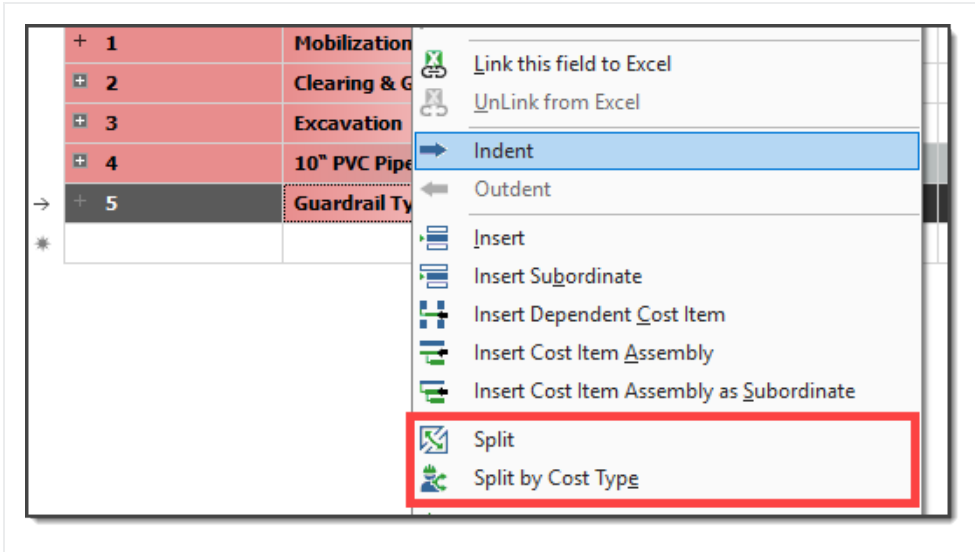 1 Mobilization
2 Clearing & G
3 Excavation
4 10" PVC Pipe
5 Guardrail Ty
Link this field to Excel
UnLink from Excel
Indent
Outdent
Insert
Insert Subordinate
Insert Dependent Cost Item
Insert Cost Item Assembly
Insert Cost Item Assembly as Subordinate
Split
Split by Cost Type